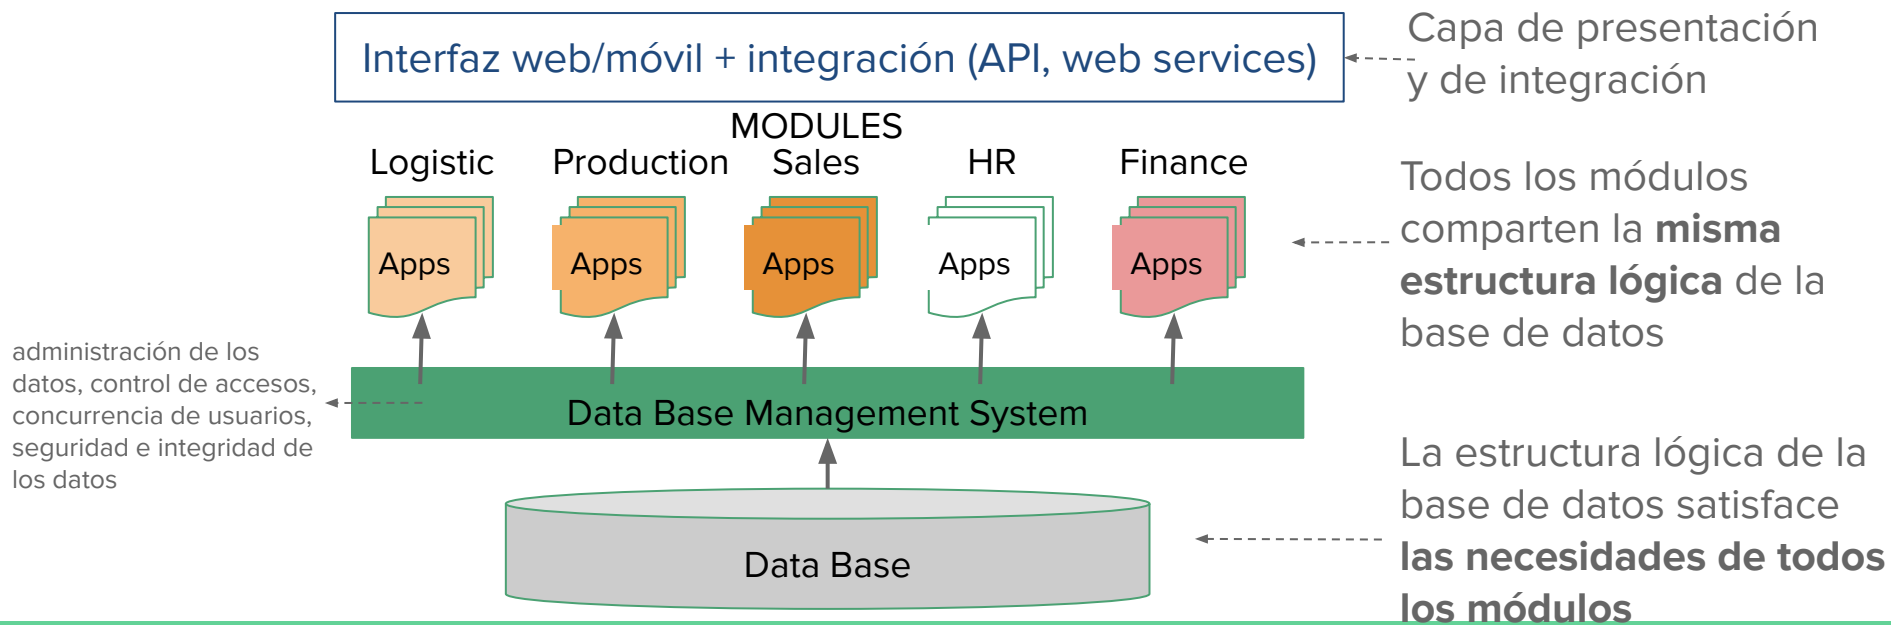 Interfaz web/móvil + integración (API, web services)
Capa de presentación
y de integración
MODULES
Logistic
Production
Sales
HR
Finance
Apps
Apps
Apps
Apps
Apps
Todos los módulos
comparten la misma
estructura lógica de la
base de datos
administración de los
datos, control de accesos,
concurrencia de usuarios,
seguridad e integridad de
los datos
Data Base Management System
La estructura lógica de la
base de datos satisface
las necesidades de todos
los módulos
Data Base